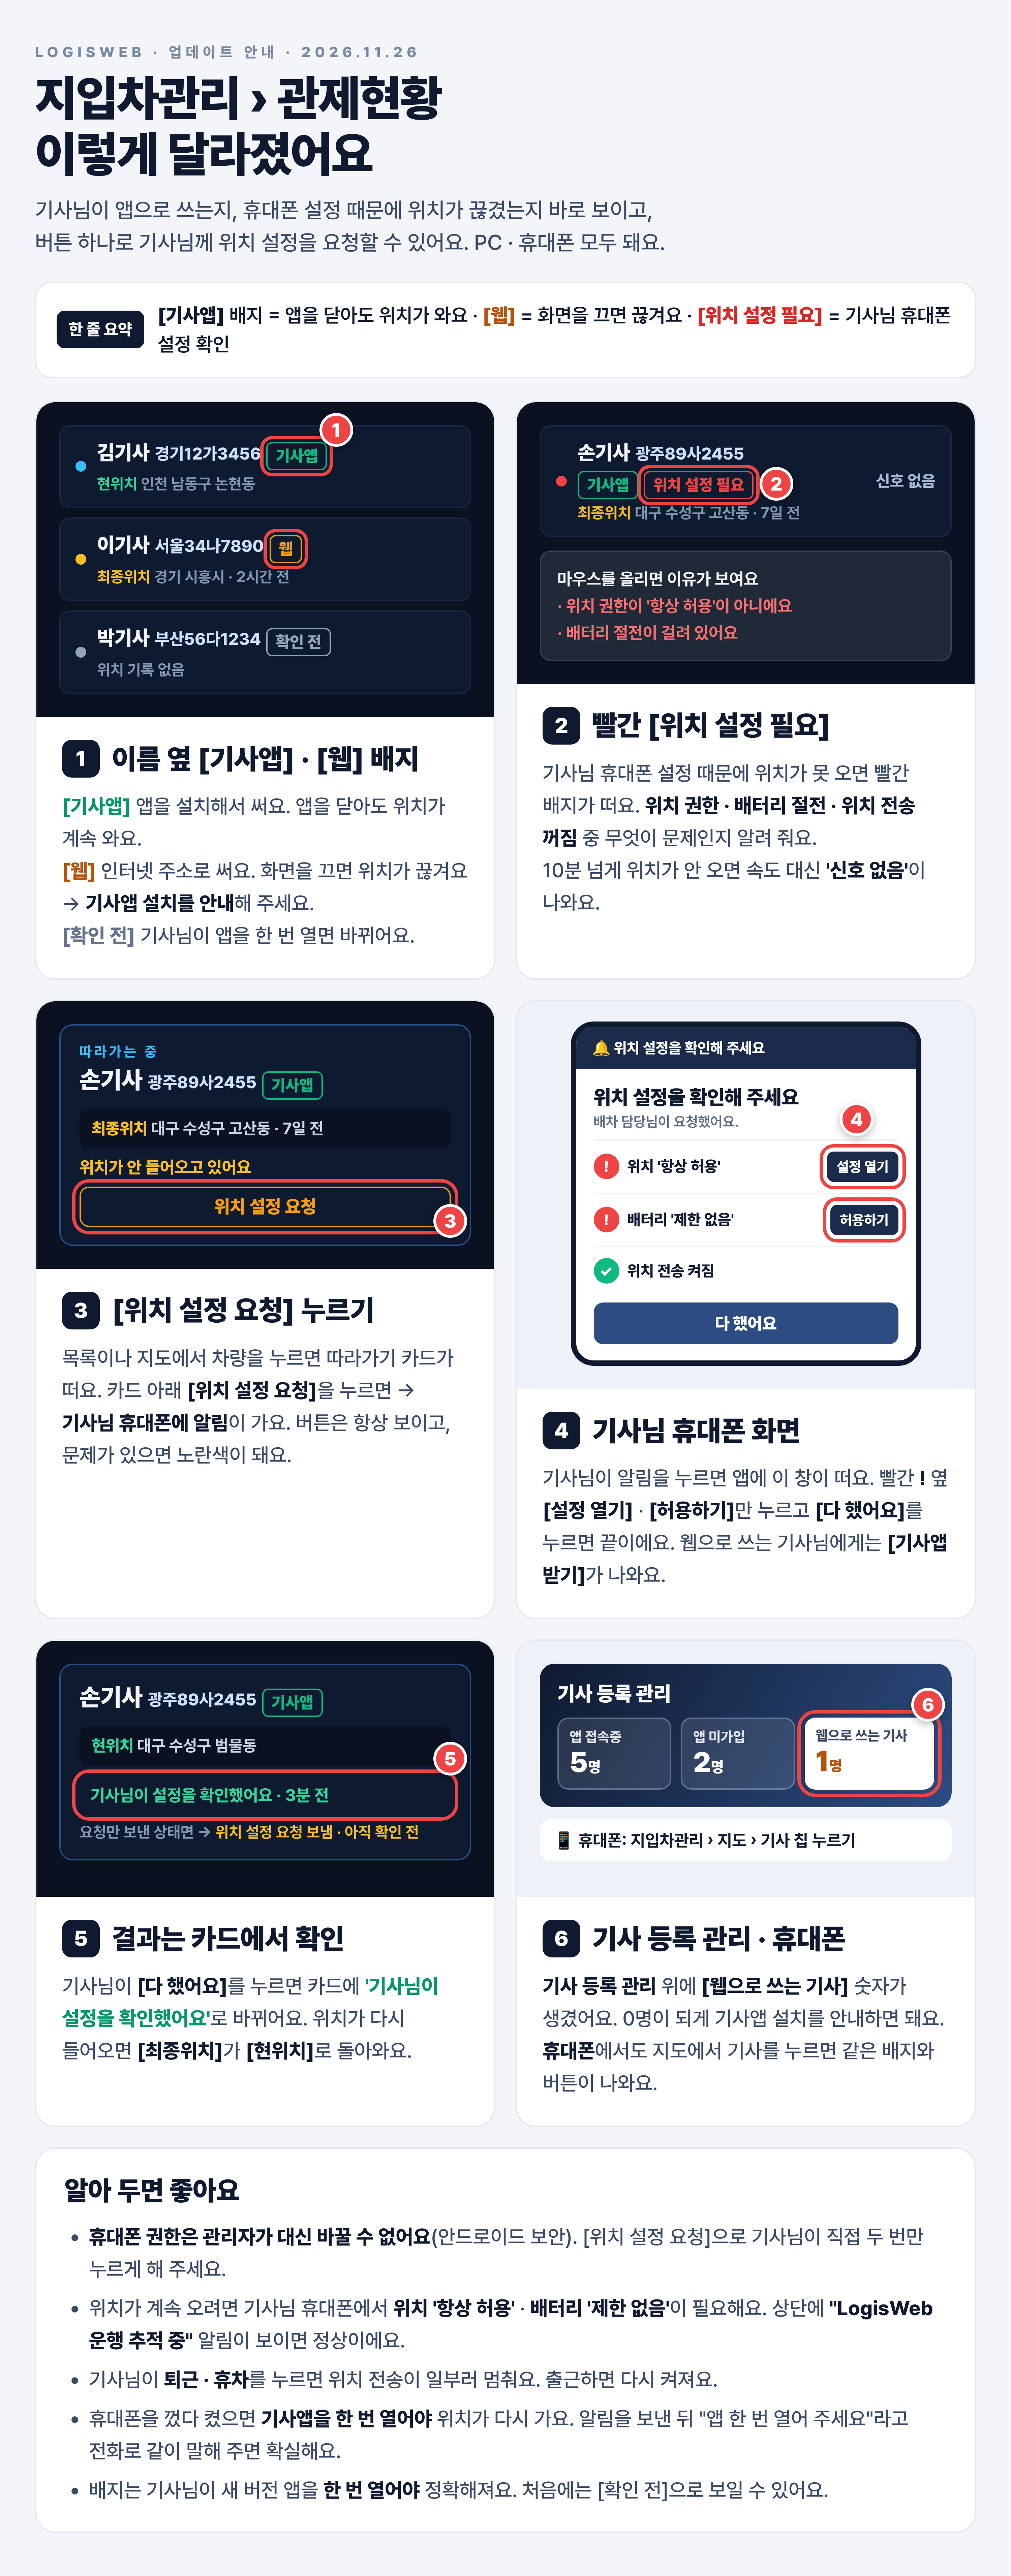 LOGISWEB · 업데이트 안내 · 2026.11.26
지입차관리 › 관제현황
이렇게 달라졌어요
기사님이 앱으로 쓰는지, 휴대폰 설정 때문에 위치가 끊겼는지 바로 보이고,
버튼 하나로 기사님께 위치 설정을 요청할 수 있어요. PC · 휴대폰 모두 돼요.
한 줄 요약
[기사앱] 배지 = 앱을 닫아도 위치가 와요 · [웹] = 화면을 끄면 끊겨요 · [위치 설정 필요] = 기사님 휴대폰
설정 확인
김기사 경기12가3456 기사앱 1
현위치 인천 남동구 논현동
이기사 서울34나7890 웹
최종위치 경기 시흥시 · 2시간 전
박기사 부산56다1234 확인 전
위치 기록 없음
1 이름 옆 [기사앱] · [웹] 배지
[기사앱] 앱을 설치해서 써요. 앱을 닫아도 위치가
계속 와요.
[웹] 인터넷 주소로 써요. 화면을 끄면 위치가 끊겨요
→ 기사앱 설치를 안내해 주세요.
[확인 전] 기사님이 앱을 한 번 열면 바뀌어요.
손기사 광주89사2455
기사앱 위치 설정 필요 2 신호 없음
최종위치 대구 수성구 고산동 · 7일 전
마우스를 올리면 이유가 보여요
· 위치 권한이 '항상 허용'이 아니에요
· 배터리 절전이 걸려 있어요
2 빨간 [위치 설정 필요]
기사님 휴대폰 설정 때문에 위치가 못 오면 빨간
배지가 떠요. 위치 권한 · 배터리 절전 · 위치 전송
꺼짐 중 무엇이 문제인지 알려 줘요.
10분 넘게 위치가 안 오면 속도 대신 '신호 없음'이
나와요.
따라가는 중
손기사 광주89사2455 기사앱
최종위치 대구 수성구 고산동 · 7일 전
위치가 안 들어오고 있어요
위치 설정 요청
3
3 [위치 설정 요청] 누르기
목록이나 지도에서 차량을 누르면 따라가기 카드가
떠요. 카드 아래 [위치 설정 요청]을 누르면 →
기사님 휴대폰에 알림이 가요. 버튼은 항상 보이고,
문제가 있으면 노란색이 돼요.
🔔 위치 설정을 확인해 주세요
위치 설정을 확인해 주세요
배차 담당님이 요청했어요.
4
! 위치 '항상 허용' 설정 열기
! 배터리 '제한 없음' 허용하기
✓ 위치 전송 켜짐
다 했어요
4 기사님 휴대폰 화면
기사님이 알림을 누르면 앱에 이 창이 떠요. 빨간 ! 옆
[설정 열기] · [허용하기]만 누르고 [다 했어요]를
누르면 끝이에요. 웹으로 쓰는 기사님에게는 [기사앱
받기]가 나와요.
손기사 광주89사2455 기사앱
현위치 대구 수성구 범물동
5
기사님이 설정을 확인했어요 · 3분 전
요청만 보낸 상태면 → 위치 설정 요청 보냄 · 아직 확인 전
5 결과는 카드에서 확인
기사님이 [다 했어요]를 누르면 카드에 '기사님이
설정을 확인했어요'로 바뀌어요. 위치가 다시
들어오면 [최종위치]가 [현위치]로 돌아와요.
기사 등록 관리
6
앱 접속중
5명
앱 미가입
2명
웹으로 쓰는 기사
1명
📱 휴대폰: 지입차관리 › 지도 › 기사 칩 누르기
6 기사 등록 관리 · 휴대폰
기사 등록 관리 위에 [웹으로 쓰는 기사] 숫자가
생겼어요. 0명이 되게 기사앱 설치를 안내하면 돼요.
휴대폰에서도 지도에서 기사를 누르면 같은 배지와
버튼이 나와요.
알아 두면 좋아요
• 휴대폰 권한은 관리자가 대신 바꿀 수 없어요(안드로이드 보안). [위치 설정 요청]으로 기사님이 직접 두 번만
누르게 해 주세요.
• 위치가 계속 오려면 기사님 휴대폰에서 위치 '항상 허용' · 배터리 '제한 없음'이 필요해요. 상단에 "LogisWeb
운행 추적 중" 알림이 보이면 정상이에요.
• 기사님이 퇴근 · 휴차를 누르면 위치 전송이 일부러 멈춰요. 출근하면 다시 켜져요.
• 휴대폰을 껐다 켰으면 기사앱을 한 번 열어야 위치가 다시 가요. 알림을 보낸 뒤 "앱 한 번 열어 주세요"라고
전화로 같이 말해 주면 확실해요.
• 배지는 기사님이 새 버전 앱을 한 번 열어야 정확해져요. 처음에는 [확인 전]으로 보일 수 있어요.